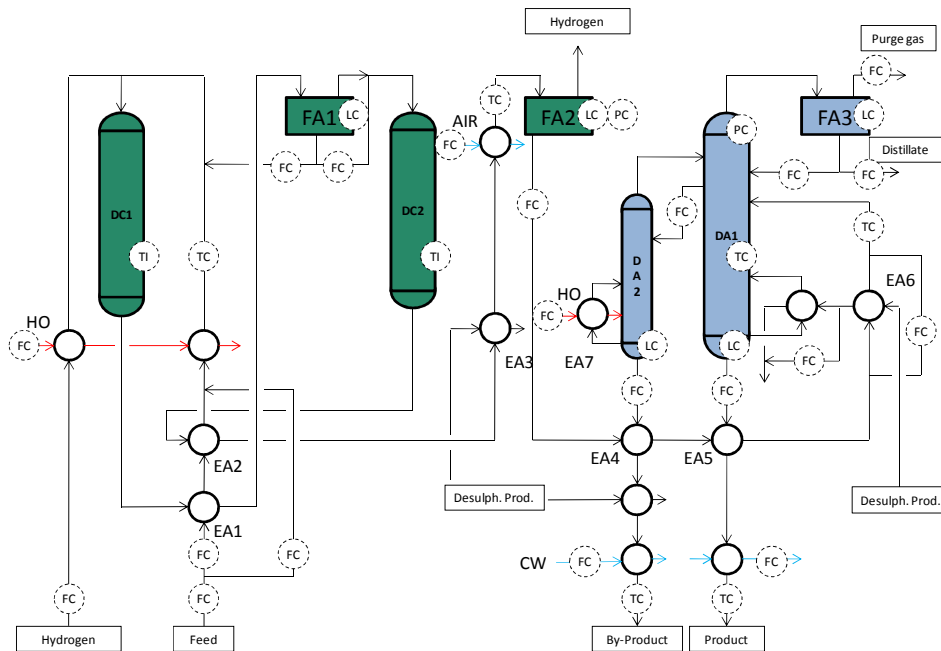 Hydrogen
Purge gas
FC
TC
FA1
LC
AIR
FC
FA2
LC
PC
FA3
LC
PC
Distillate
FC
FC
FC
FC
FC
FC
DC1
DC2
D
A
2
DA1
TC
TI
TC
TI
TC
EA6
HO
FC
HO
FC
EA3
EA7
LC
LC
FC
FC
FC
FC
EA2
EA4
EA5
Desulph. Prod.
Desulph. Prod.
EA1
FC
FC
CW
FC
FC
FC
FC
TC
TC
Hydrogen
Feed
By-Product
Product